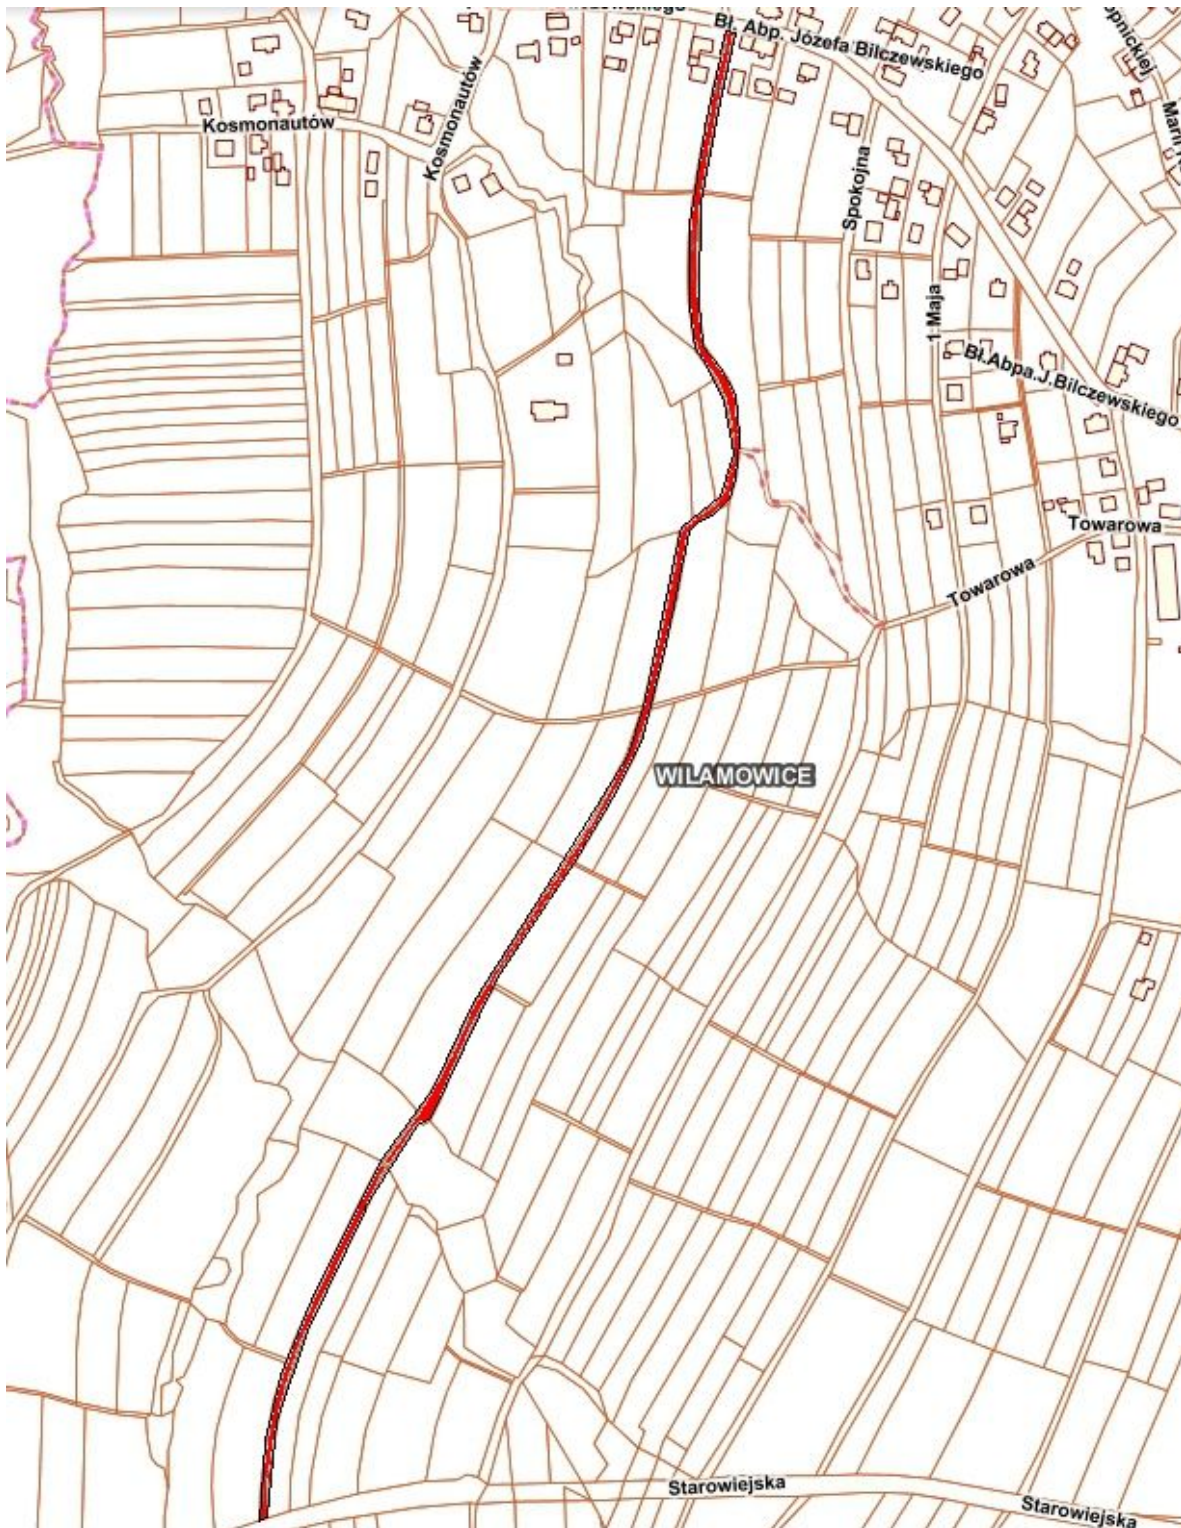 Bł. Abp. Józefa Bilczewskiego
Kosmonautów
Kosmonautów
Spokojna
1 Maja
Bł.Abpa.J.Bilczewskiego
Towarowa
Towarowa
WILAMOWICE
Starowiejska
Starowiejska